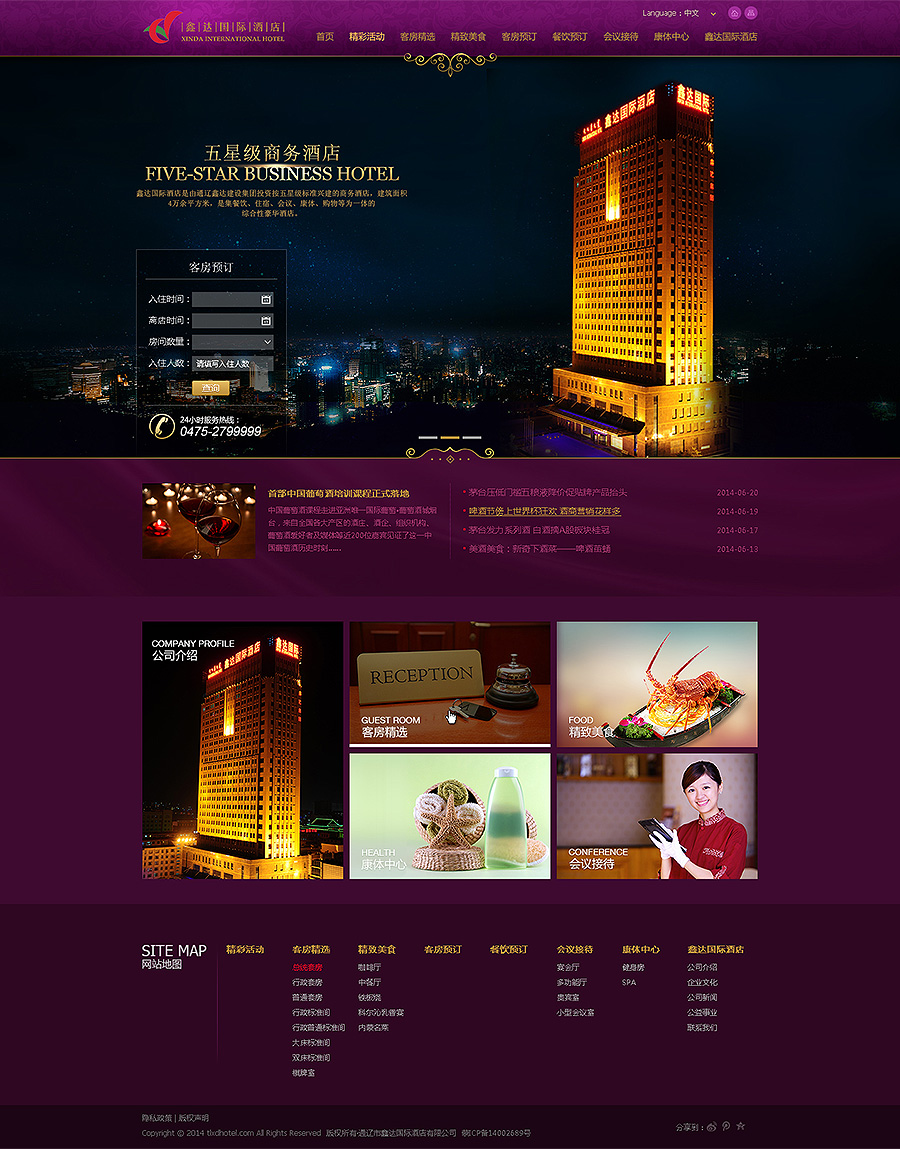 Language : 中文
鑫达国际酒店
XINDA INTERNATIONAL HOTEL
首页 精彩活动 客房精选 精致美食 客房预订 餐饮预订 会议接待 康体中心 鑫达国际酒店
鑫达国际酒店
鑫达国际
五星级商务酒店
FIVE-STAR BUSINESS HOTEL
鑫达国际酒店是由通辽鑫达建设集团投资按五星级标准兴建的商务酒店，建筑面积
4万余平方米，是集餐饮、住宿、会议、康体、购物等为一体的
综合性豪华酒店。
客房预订
入住时间：
离店时间：
房间数量：
入住人数： 请填写入住人数
查询
24小时服务热线：
0475-2799999
首部中国葡萄酒培训课程正式落地
中国葡萄酒课程走进亚洲唯一国际葡萄•葡萄酒城烟
台，来自全国各大产区的酒庄、酒企、组织机构、
葡萄酒爱好者及媒体等近200位嘉宾见证了这一中
国葡萄酒历史时刻......
茅台压低门槛五粮液降价促贴牌产品抬头 2014-06-20
啤酒节傍上世界杯狂欢 酒商营销花样多 2014-06-19
茅台发力系列酒 白酒摸A股板块桂冠 2014-06-17
美酒美食：新奇下酒菜——啤酒苗蛹 2014-06-13
COMPANY PROFILE
公司介绍
鑫达国际酒店
鑫达国际
RECEPTION
GUEST ROOM
客房精选
FOOD
精致美食
HEALTH
康体中心
CONFERENCE
会议接待
SITE MAP
网站地图
精彩活动 客房精选 精致美食 客房预订 餐饮预订 会议接待 康体中心 鑫达国际酒店
总统套房 咖啡厅 宴会厅 健身房 公司介绍
行政套房 中餐厅 多功能厅 SPA 企业文化
普通套房 铁板烧 贵宾室 公司新闻
行政标准间 科尔沁乳香宴 小型会议室 公益事业
行政普通标准间 内蒙名菜 联系我们
大床标准间
双床标准间
棋牌室
隐私政策 | 版权声明
Copyright © 2014 tlxdhotel.com All Rights Reserved 版权所有•通辽市鑫达国际酒店有限公司 蒙ICP备14002689号
分享到：